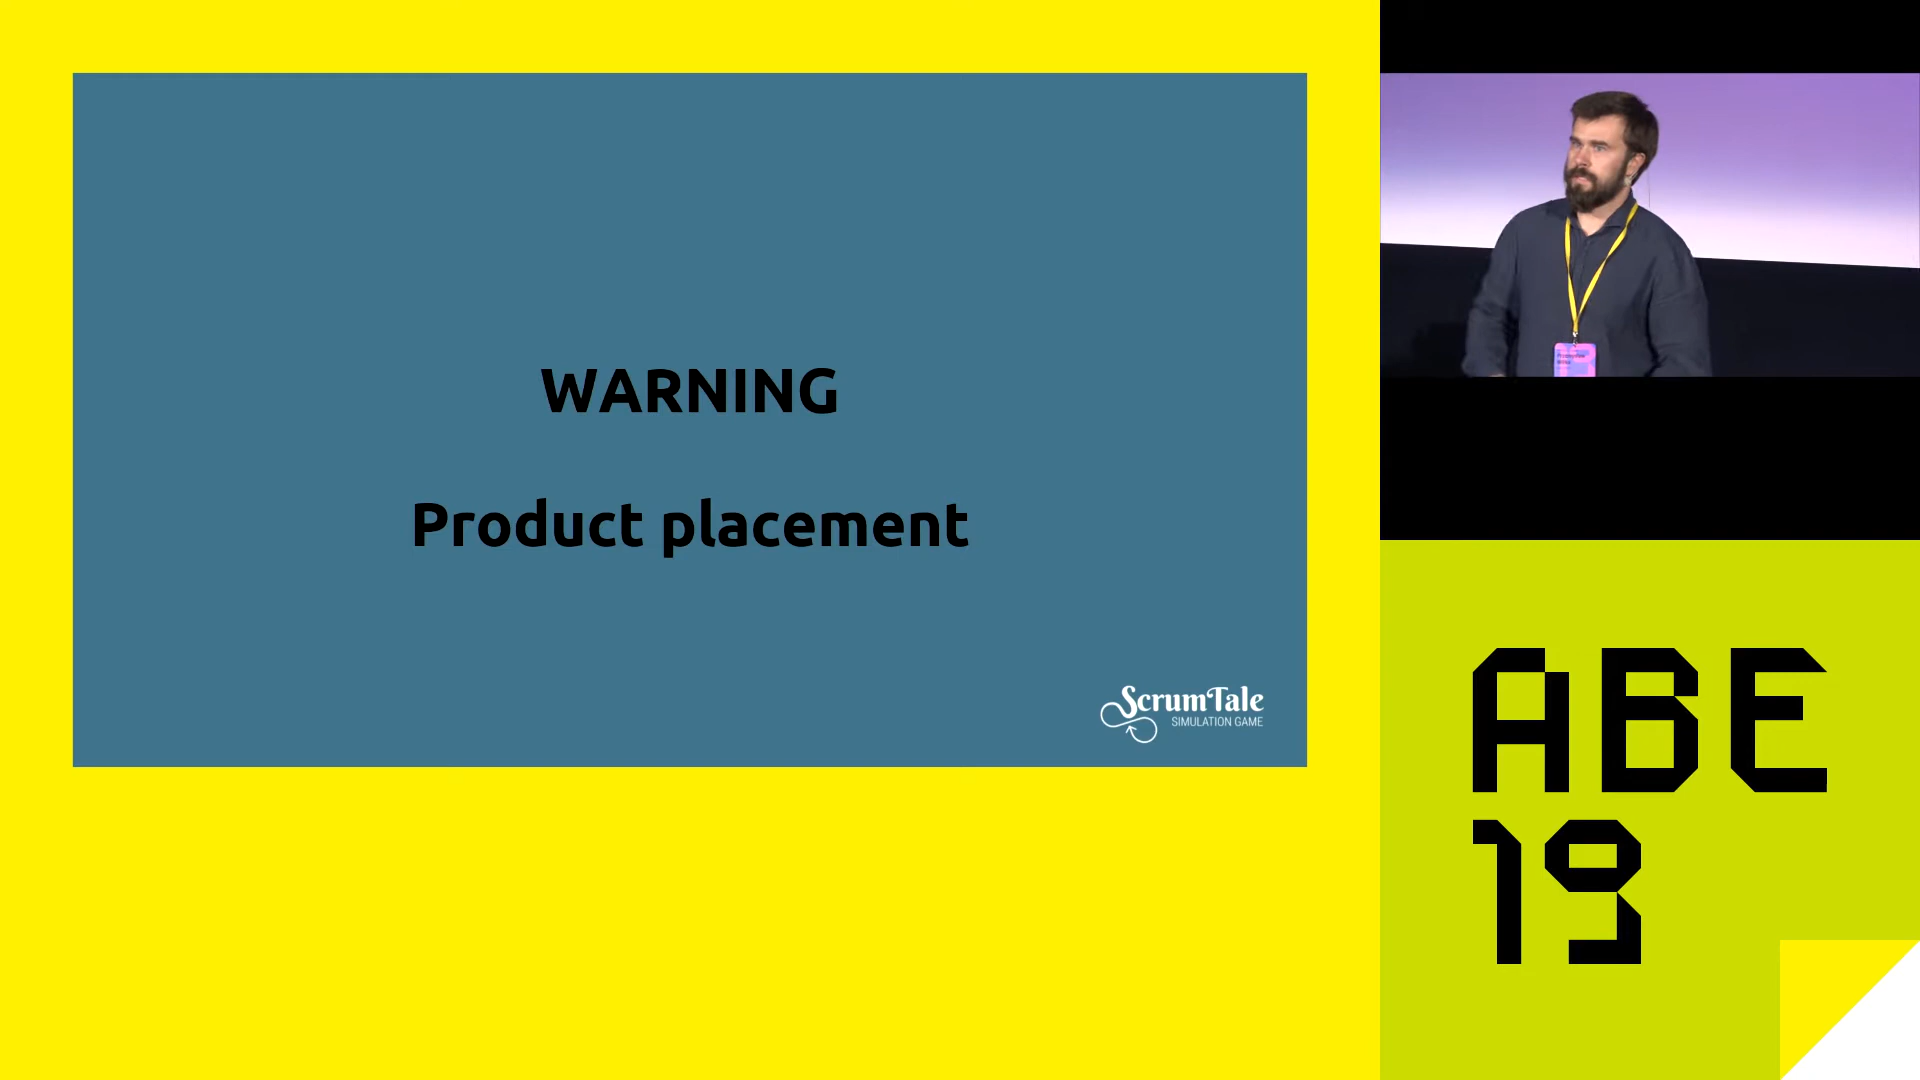 WARNING
Product placement
ScrumTale
SIMULATION GAME
ABE
19